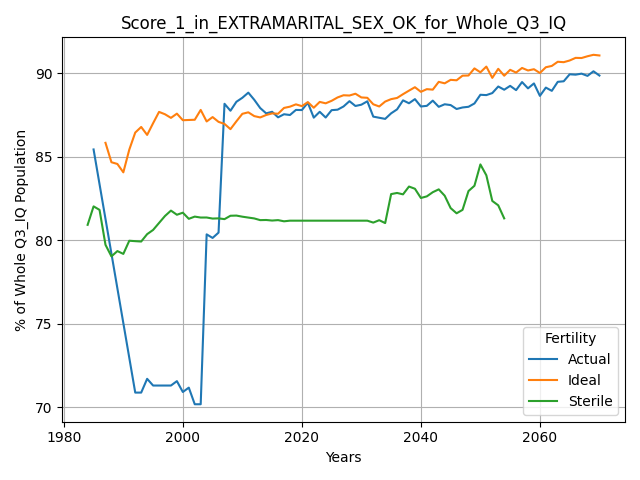 Score_1_in_EXTRAMARITAL_SEX_OK_for_Whole_Q3_IQ
% of Whole Q3_IQ Population
90
85
80
75
70
1980
2000
2020
2040
2060
Years
Fertility
Actual
Ideal
Sterile